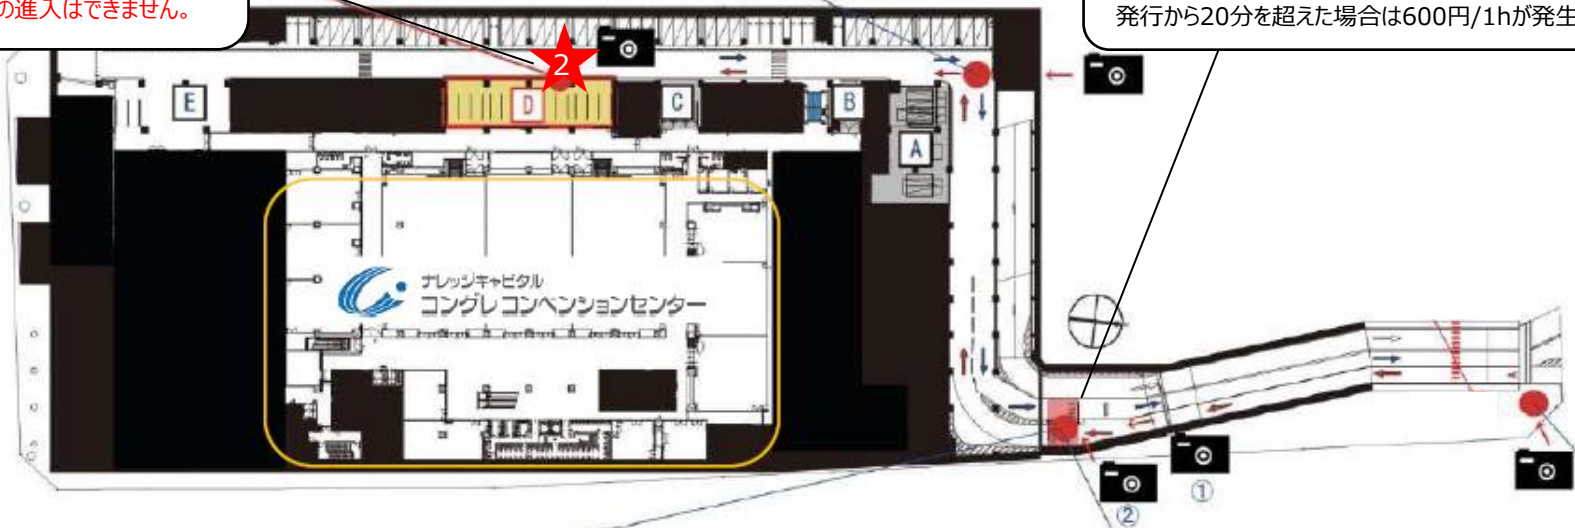 の進入はできません。
発行から20分を超えた場合は600円/1hが発生
2
E
D
C
B
A
ナレッジキャピタル
コングレコンベンションセンター
A
①
②